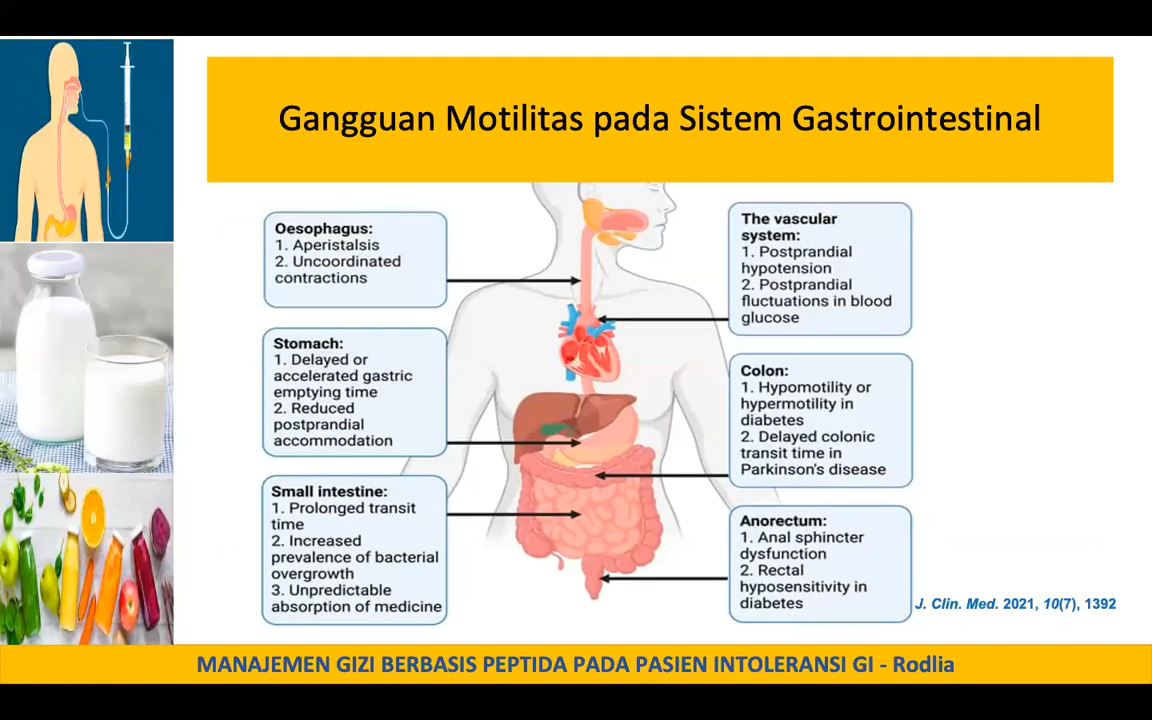 Gangguan Motilitas pada Sistem Gastrointestinal
Oesophagus:
1. Aperistalsis
2. Uncoordinated
contractions
Stomach:
1. Delayed or
accelerated gastric
emptying time
2. Reduced
postprandial
accommodation
Small intestine:
1. Prolonged transit
time
2. Increased
prevalence of bacterial
overgrowth
3. Unpredictable
absorption of medicine
The vascular
system:
1. Postprandial
hypotension
2. Postprandial
fluctuations in blood
glucose
Colon:
1. Hypomotility or
hypermotility in
diabetes
2. Delayed colonic
transit time in
Parkinson's disease
Anorectum:
1. Anal sphincter
dysfunction
2. Rectal
hyposensitivity in
diabetes
J. Clin. Med. 2021, 10(7), 1392
MANAJEMEN GIZI BERBASIS PEPTIDA PADA PASIEN INTOLERANSI GI - Rodlia